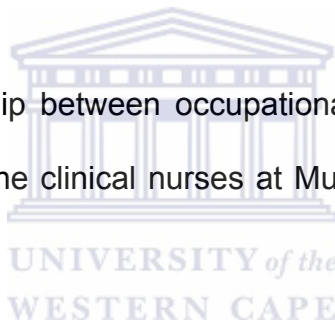 ip between occupationa
ne clinical nurses at Mu
UNIVERSITY of the
WESTERN CAPE